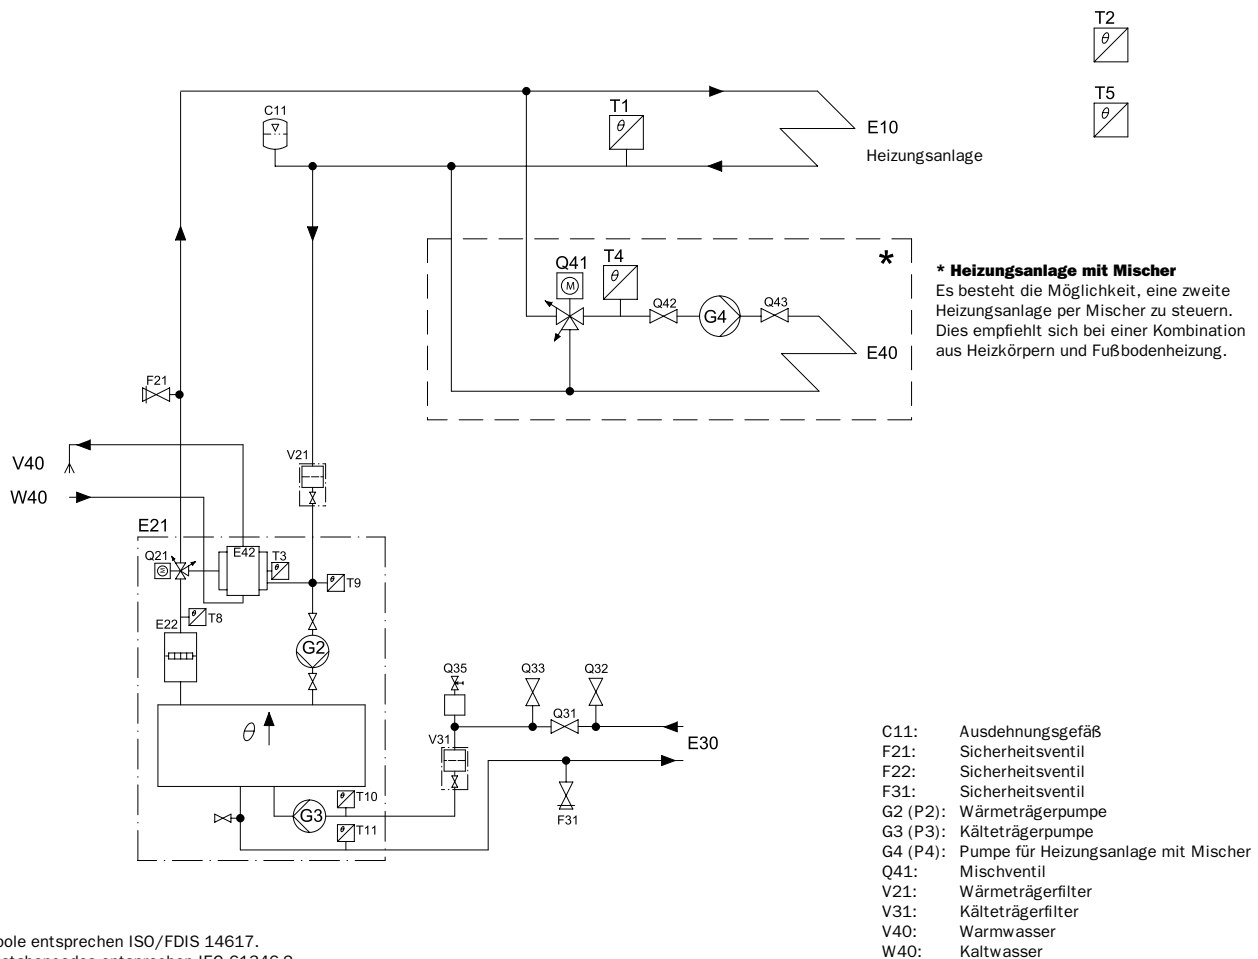 T2
θ
T5
θ
C11
T1
θ
E10
Heizungsanlage
*
Q41
M
T4
θ
Q42
G4
Q43
E40
* Heizungsanlage mit Mischer
Es besteht die Möglichkeit, eine zweite
Heizungsanlage per Mischer zu steuern.
Dies empfiehlt sich bei einer Kombination
aus Heizkörpern und Fußbodenheizung.
F21
V40
W40
V21
E21
Q21
M
E42
T3
θ
θ
T9
θ
T8
E22
G2
Q35
Q33
Q32
Q31
V31
E30
θ
θ
T10
G3
θ
T11
F31
C11: Ausdehnungsgefäß
F21: Sicherheitsventil
F22: Sicherheitsventil
F31: Sicherheitsventil
G2 (P2): Wärmeträgerpumpe
G3 (P3): Kälteträgerpumpe
G4 (P4): Pumpe für Heizungsanlage mit Mischer
Q41: Mischventil
V21: Wärmeträgerfilter
V31: Kälteträgerfilter
V40: Warmwasser
W40: Kaltwasser
entsprechen ISO/FDIS 14617.